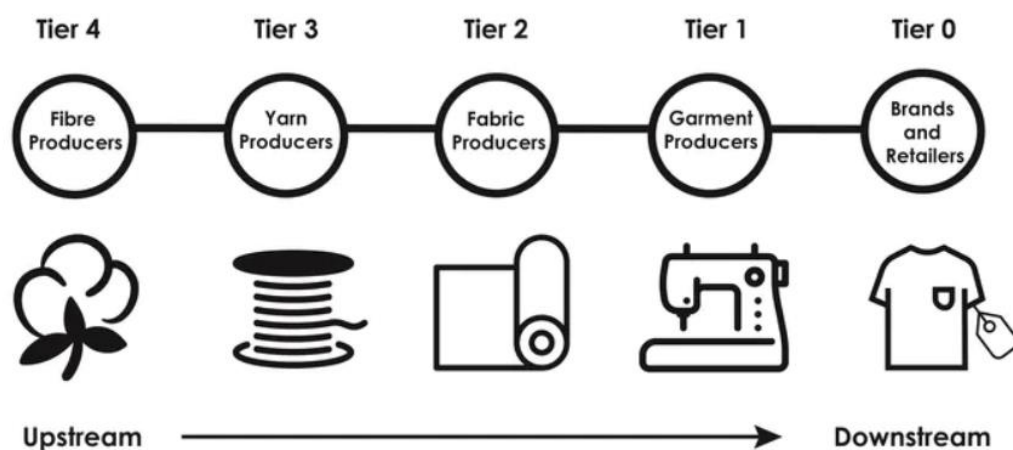 Tier 4 Tier 3 Tier 2 Tier 1 Tier 0
Fibre
Producers
Yarn
Producers
Fabric
Producers
Garment
Producers
Brands
and
Retailers
Upstream Downstream